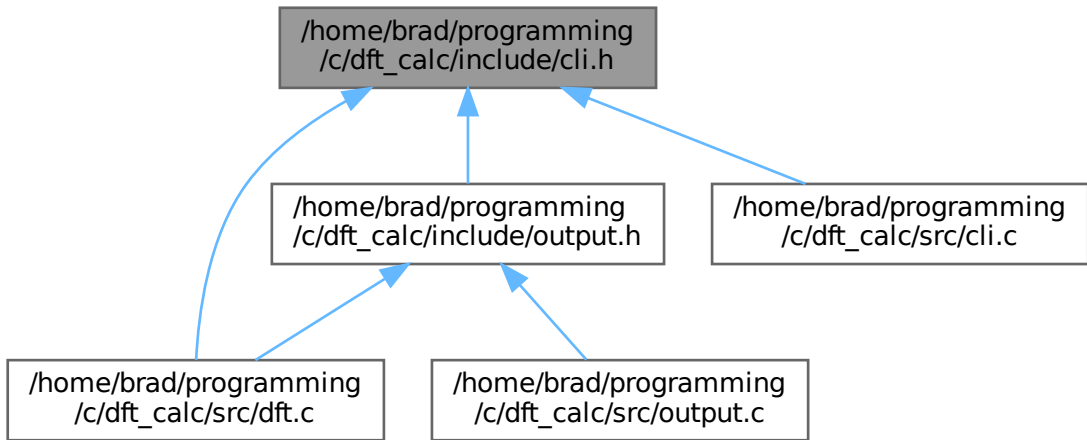 /home/brad/programming
/c/dft_calc/include/cli.h
/home/brad/programming
/c/dft_calc/include/output.h
/home/brad/programming
/c/dft_calc/src/cli.c
/home/brad/programming
/c/dft_calc/src/dft.c
/home/brad/programming
/c/dft_calc/src/output.c